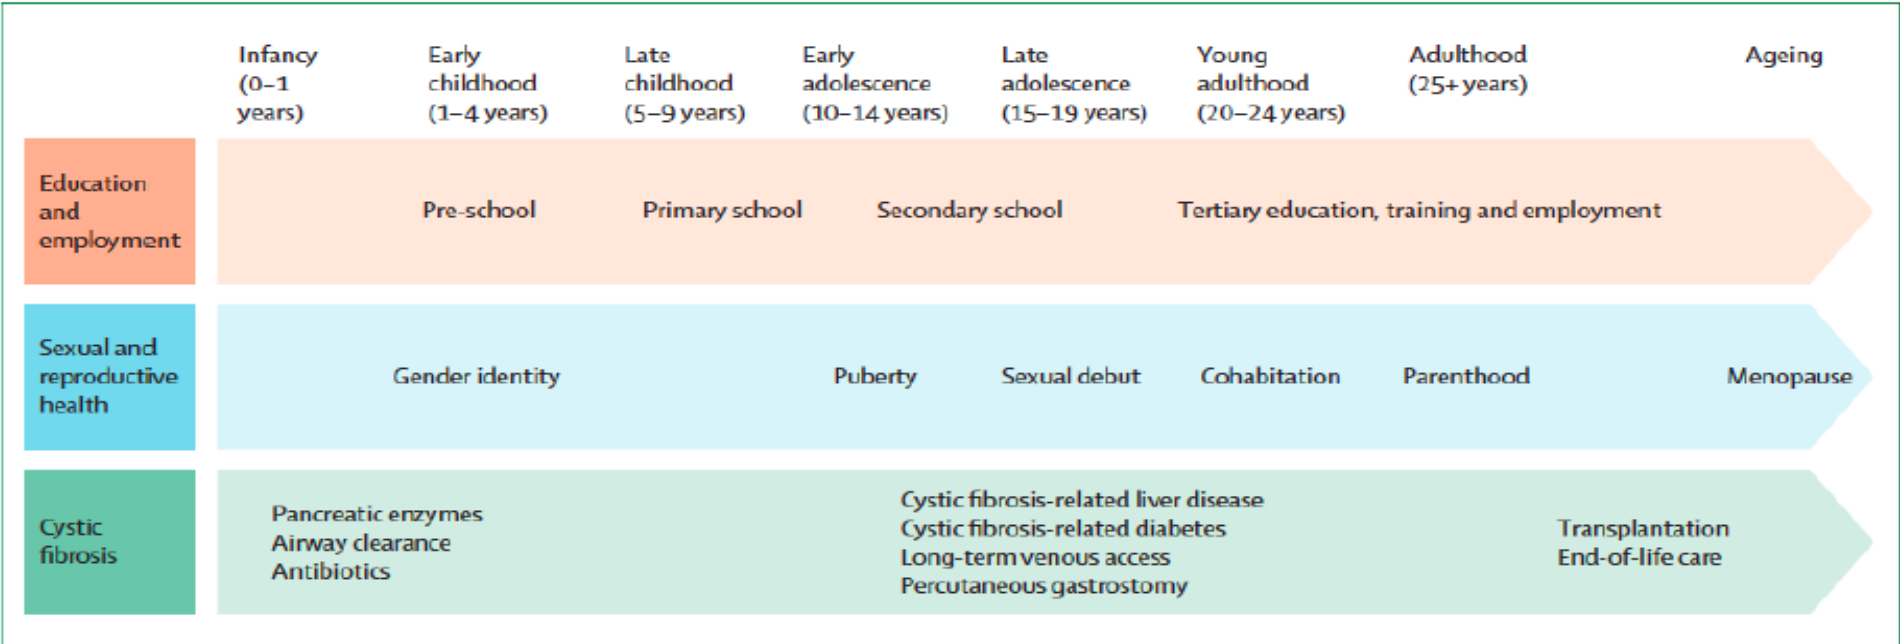 Infancy
(0–1
years)
Early
childhood
(1–4 years)
Late
childhood
(5–9 years)
Early
adolescence
(10–14 years)
Late
adolescence
(15–19 years)
Young
adulthood
(20–24 years)
Adulthood
(25+ years)
Ageing
Education
and
employment
Pre-school
Primary school
Secondary school
Tertiary education, training and employment
Sexual and
reproductive
health
Gender identity
Puberty
Sexual debut
Cohabitation
Parenthood
Menopause
Cystic
fibrosis
Pancreatic enzymes
Airway clearance
Antibiotics
Cystic fibrosis-related liver disease
Cystic fibrosis-related diabetes
Long-term venous access
Percutaneous gastrostomy
Transplantation
End-of-life care